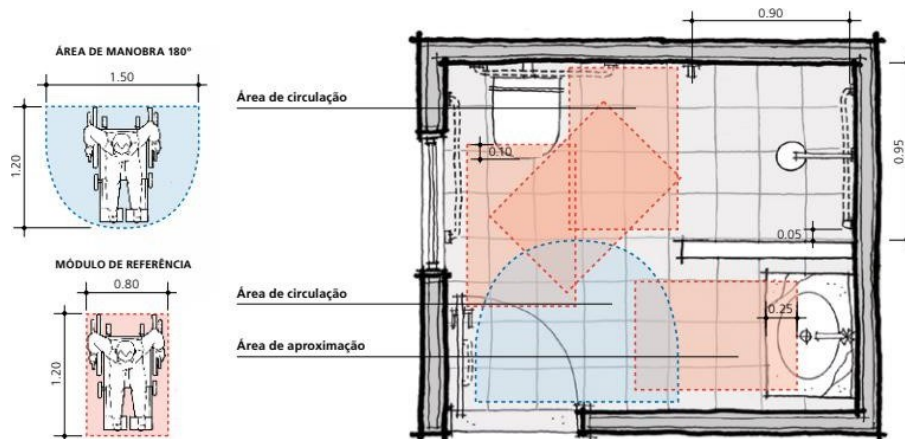 ÁREA DE MANOBRA 180°
1.50
1.20
MÓDULO DE REFERÊNCIA
0.80
1.20
Área de circulação
Área de circulação
Área de aproximação
0.90
0.95
0.10
0.05
0.25